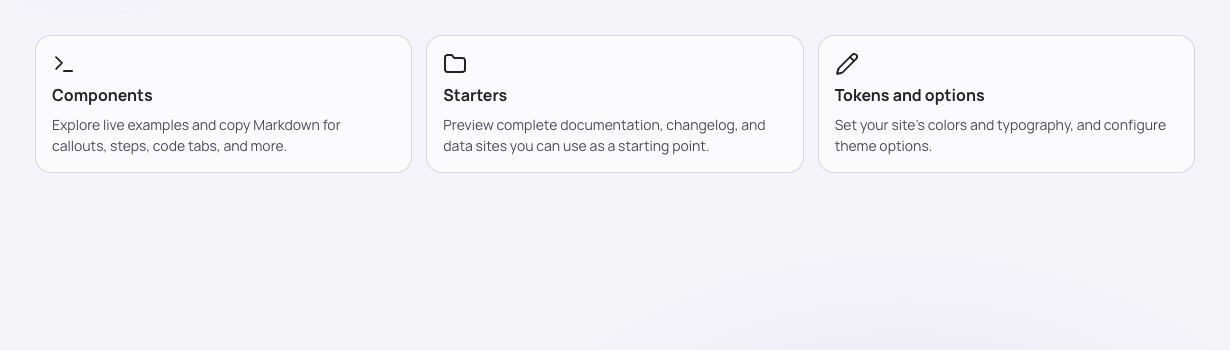 Components
Explore live examples and copy Markdown for
callouts, steps, code tabs, and more.
Starters
Preview complete documentation, changelog, and
data sites you can use as a starting point.
Tokens and options
Set your site's colors and typography, and configure
theme options.